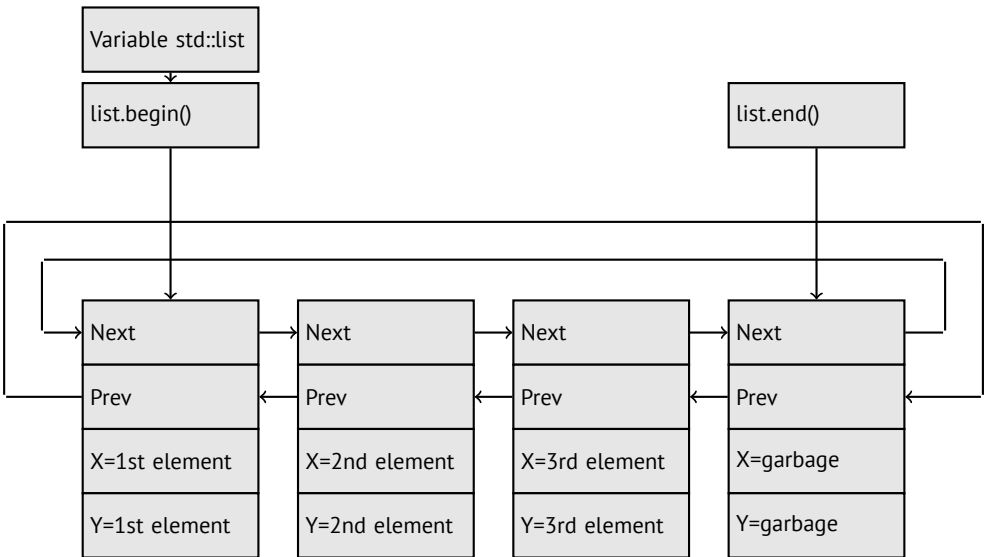 Variable std::list
list.begin()
list.end()
Next
Next
Next
Next
Prev
Prev
Prev
Prev
X=1st element
X=2nd element
X=3rd element
X=garbage
Y=1st element
Y=2nd element
Y=3rd element
Y=garbage